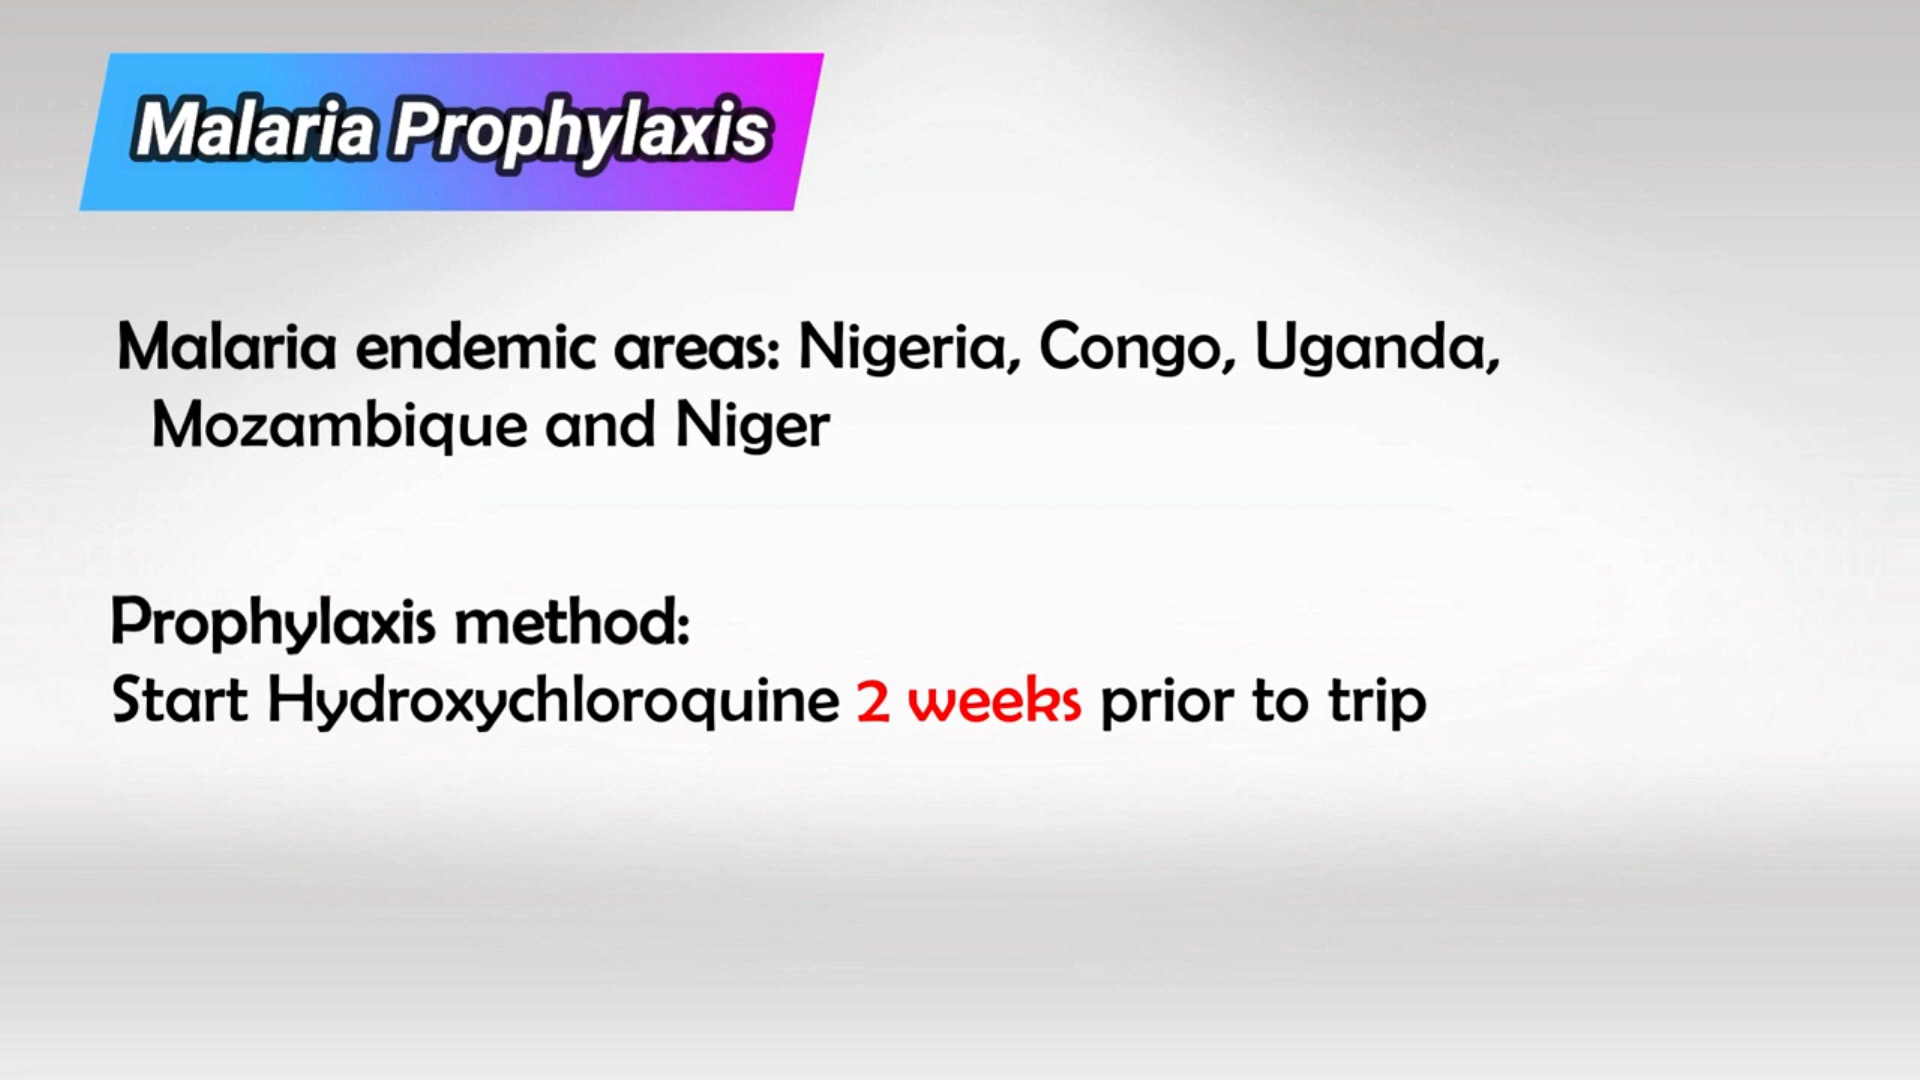 Malaria Prophylaxis
Malaria endemic areas: Nigeria, Congo, Uganda,
Mozambique and Niger
Prophylaxis method:
Start Hydroxychloroquine 2 weeks prior to trip